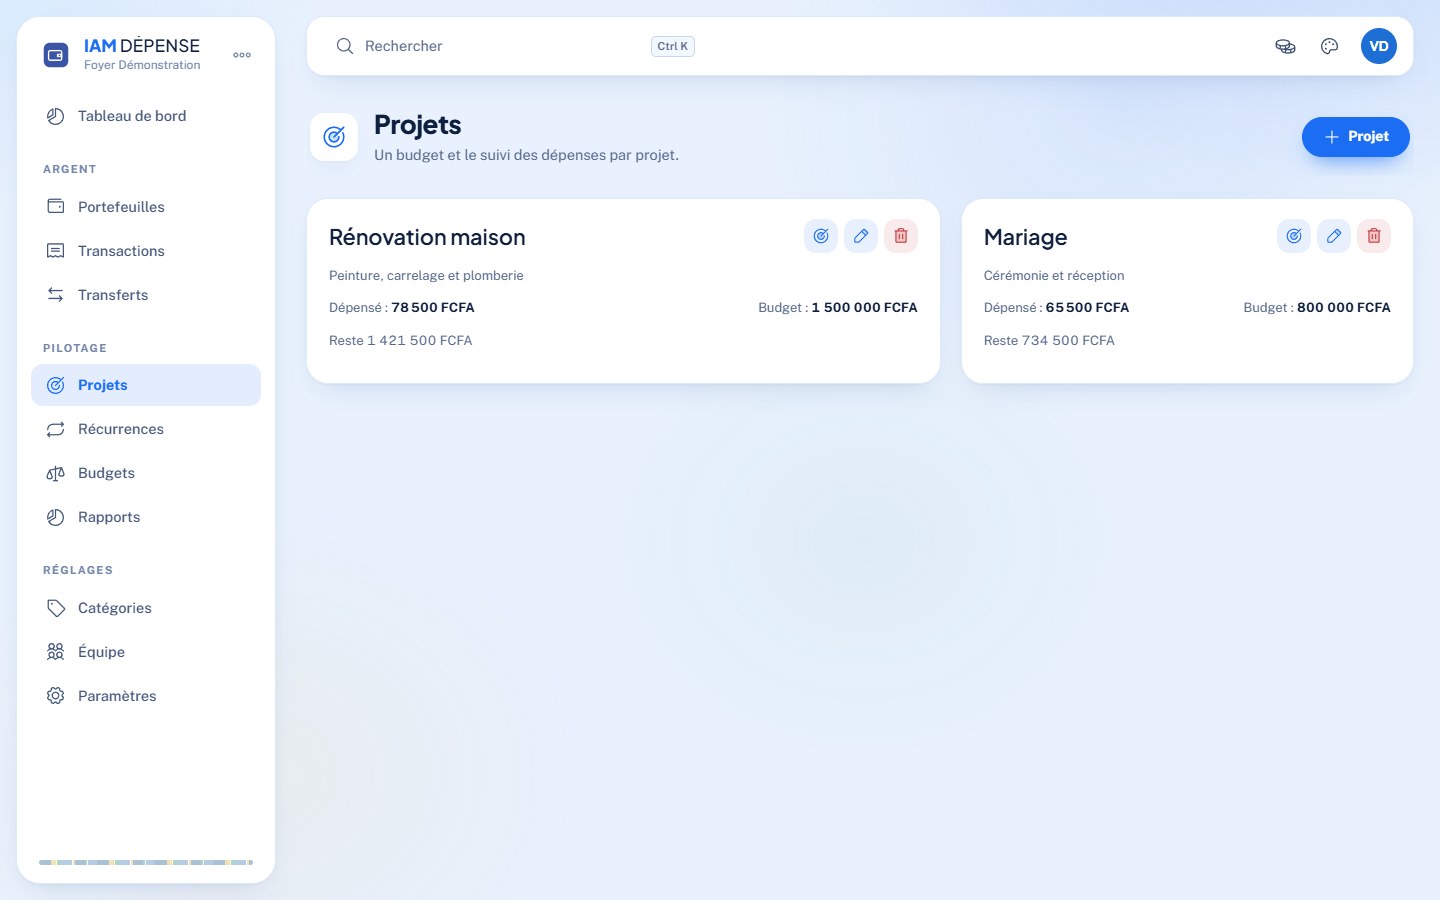 IAM DÉPENSE
Foyer Démonstration
Tableau de bord
ARGENT
Portefeuilles
Transactions
Transferts
PILOTAGE
Projets
Récurrences
Budgets
Rapports
RÉGLAGES
Catégories
Équipe
Paramètres
Rechercher
Ctrl K
VD
Projets
Un budget et le suivi des dépenses par projet.
Projet
Rénovation maison
Peinture, carrelage et plomberie
Dépensé : 78 500 FCFA
Budget : 1 500 000 FCFA
Reste 1 421 500 FCFA
Mariage
Cérémonie et réception
Dépensé : 65 500 FCFA
Budget : 800 000 FCFA
Reste 734 500 FCFA